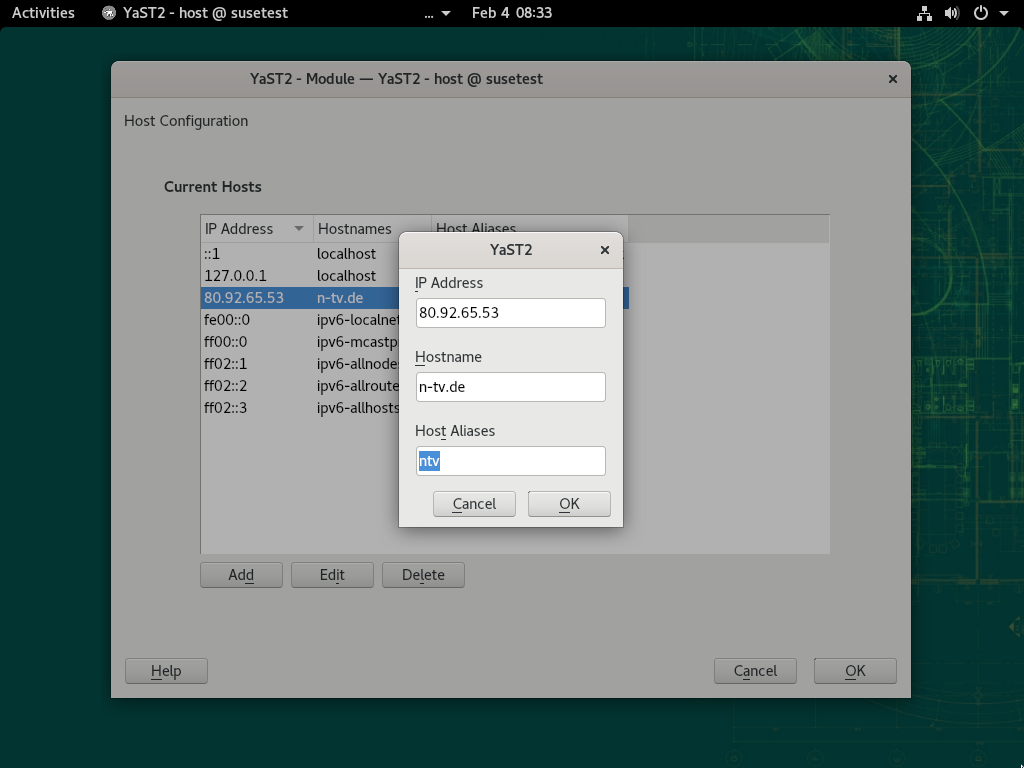 Activities YaST2 - host @ susetest ... Feb 4 08:33
YaST2 - Module — YaST2 - host @ susetest
Host Configuration
Current Hosts
IP Address Hostnames Host Aliases
::1 localhost
127.0.0.1 localhost
80.92.65.53 n-tv.de
fe00::0 ipv6-localnet
ff00::0 ipv6-mcastp
ff02::1 ipv6-allnode
ff02::2 ipv6-allroute
ff02::3 ipv6-allhosts
YaST2
IP Address
80.92.65.53
Hostname
n-tv.de
Host Aliases
ntv
Cancel OK
Add Edit Delete
Help Cancel OK